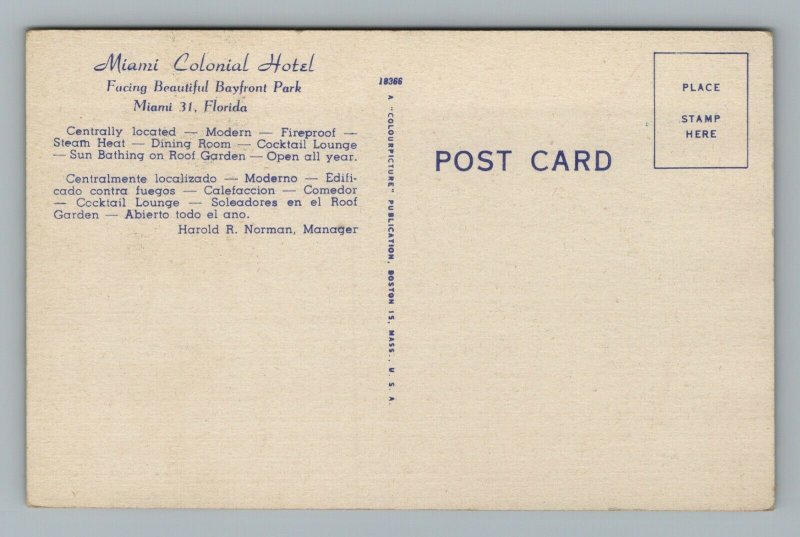 Miami Colonial Hotel
Facing Beautiful Bayfront Park
Miami 31, Florida
Centrally located — Modern — Fireproof —
Steam Heat — Dining Room — Cocktail Lounge
— Sun Bathing on Roof Garden — Open all year.
Centralmente localizado — Moderno — Edifi-
cado contra fuegos — Calefaccion — Comedor
— Cocktail Lounge — Soleadores en el Roof
Garden — Abierto todo el ano.
Harold R. Norman, Manager
18366
A "COLOURPICTURE" PUBLICATION, BOSTON 15, MASS., U. S. A.
POST CARD
PLACE
STAMP
HERE